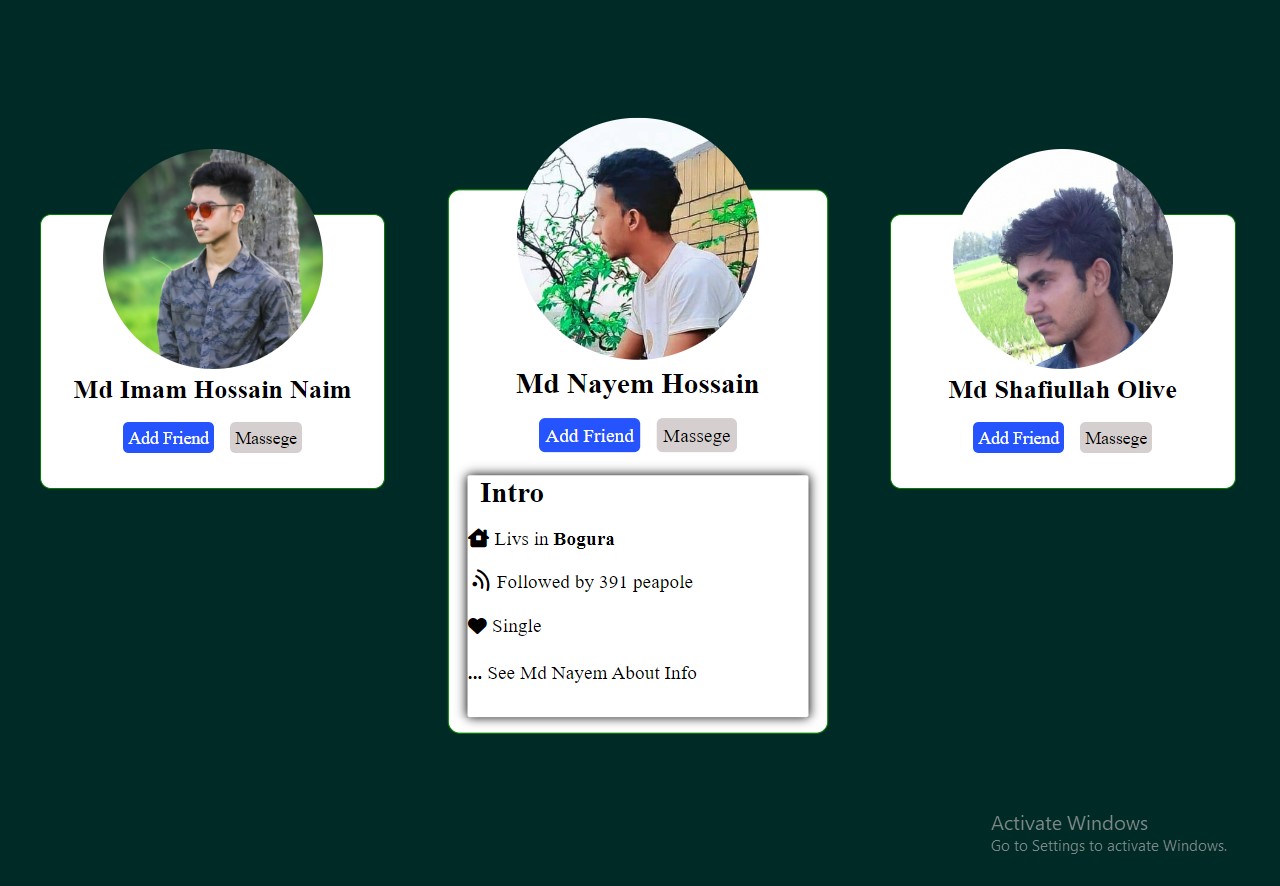 Md Imam Hossain Naim
Add Friend Massege
Md Nayem Hossain
Add Friend Massege
Intro
Livs in Bogura
Followed by 391 peapole
Single
... See Md Nayem About Info
Md Shafiullah Olive
Add Friend Massege
Activate Windows
Go to Settings to activate Windows.